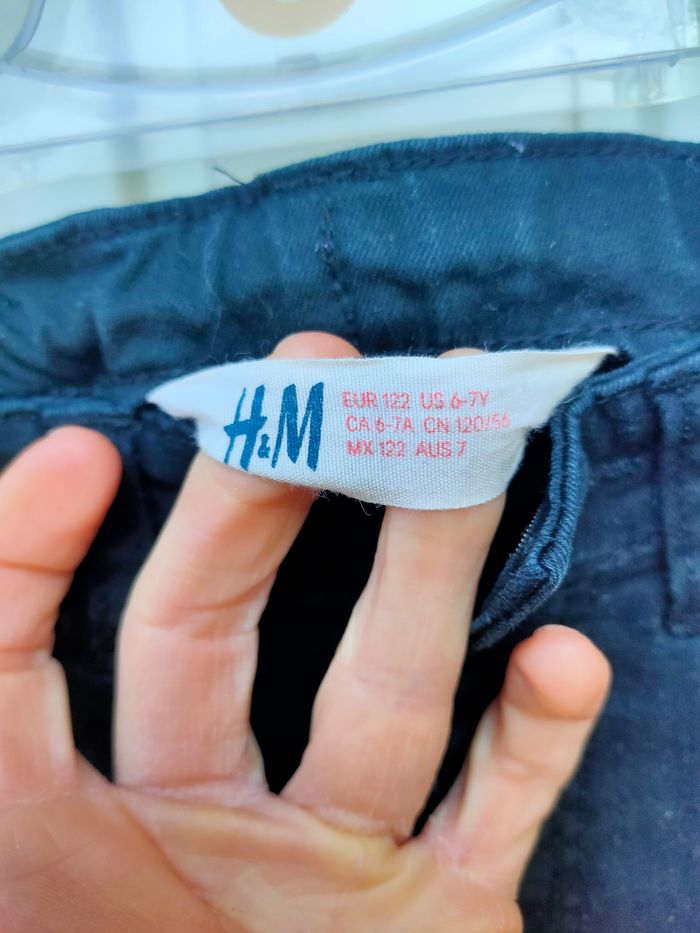 H&M
EUR 122 US 6-7Y
CA 6-7A CN 120/56
MX 122 AUS 7